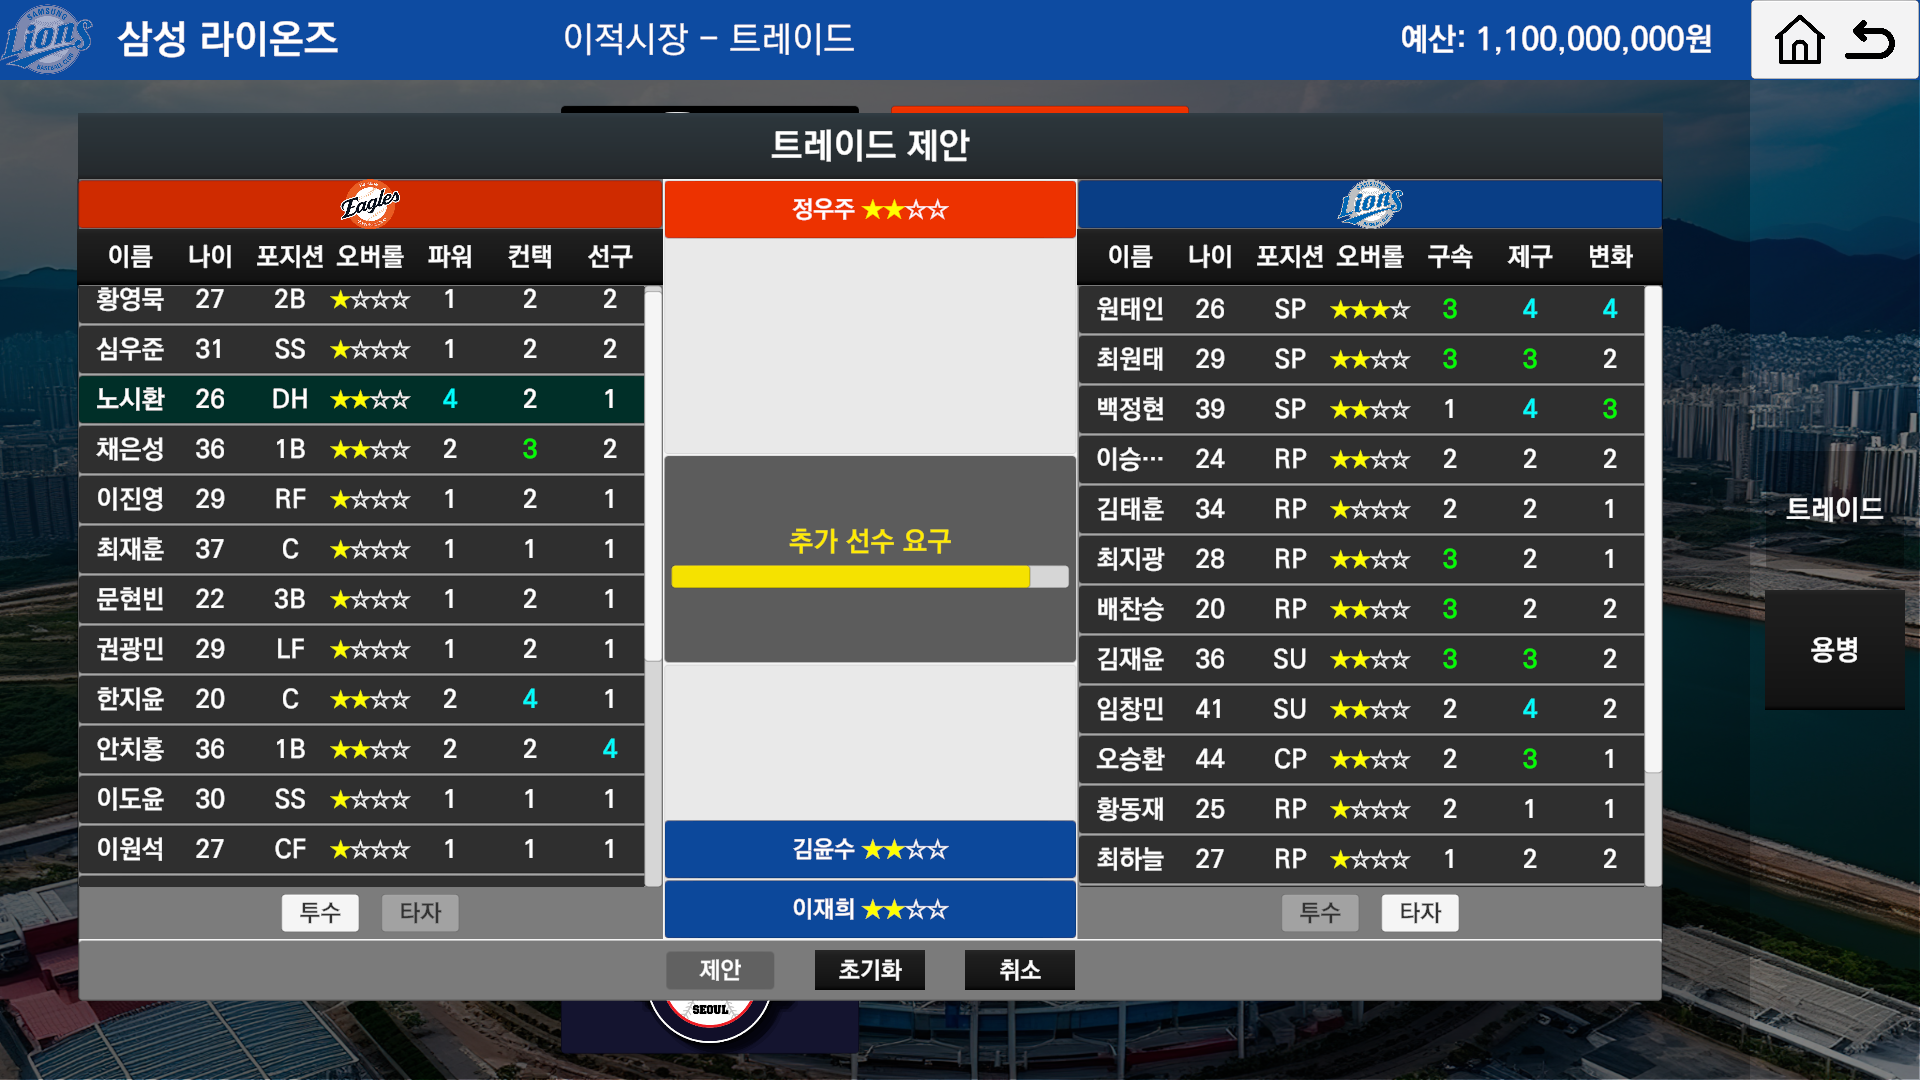 SAMSUNG
Lions
BASEBALL CLUB
삼성 라이온즈
이적시장 - 트레이드
예산: 1,100,000,000원
트레이드 제안
Eagles
정우주 ★★☆☆
Lions
이름 나이 포지션 오버롤 파워 컨택 선구
이름 나이 포지션 오버롤 구속 제구 변화
황영묵 27 2B ★☆☆☆ 1 2 2
심우준 31 SS ★☆☆☆ 1 2 2
노시환 26 DH ★★☆☆ 4 2 1
채은성 36 1B ★★☆☆ 2 3 2
이진영 29 RF ★☆☆☆ 1 2 1
최재훈 37 C ★☆☆☆ 1 1 1
문현빈 22 3B ★☆☆☆ 1 2 1
권광민 29 LF ★☆☆☆ 1 2 1
한지윤 20 C ★★☆☆ 2 4 1
안치홍 36 1B ★★☆☆ 2 2 4
이도윤 30 SS ★☆☆☆ 1 1 1
이원석 27 CF ★☆☆☆ 1 1 1
투수 타자
추가 선수 요구
김윤수 ★★☆☆
이재희 ★★☆☆
원태인 26 SP ★★★☆ 3 4 4
최원태 29 SP ★★☆☆ 3 3 2
백정현 39 SP ★★☆☆ 1 4 3
이승… 24 RP ★★☆☆ 2 2 2
김태훈 34 RP ★☆☆☆ 2 2 1
최지광 28 RP ★★☆☆ 3 2 1
배찬승 20 RP ★★☆☆ 3 2 2
김재윤 36 SU ★★☆☆ 3 3 2
임창민 41 SU ★★☆☆ 2 4 2
오승환 44 CP ★★☆☆ 2 3 1
황동재 25 RP ★☆☆☆ 2 1 1
최하늘 27 RP ★☆☆☆ 1 2 2
투수 타자
트레이드
용병
제안 초기화 취소
SEOUL